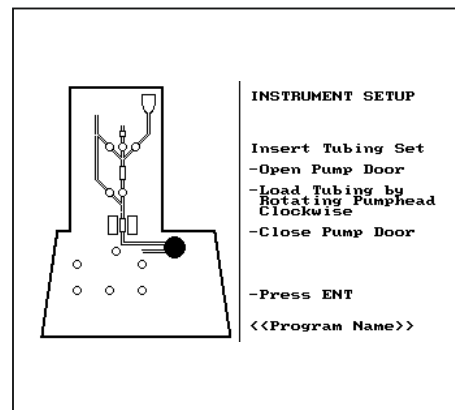 INSTRUMENT SETUP
Insert Tubing Set
-Open Pump Door
-Load Tubing by
Rotating Pumphead
Clockwise
-Close Pump Door
-Press ENT
<<Program Name>>